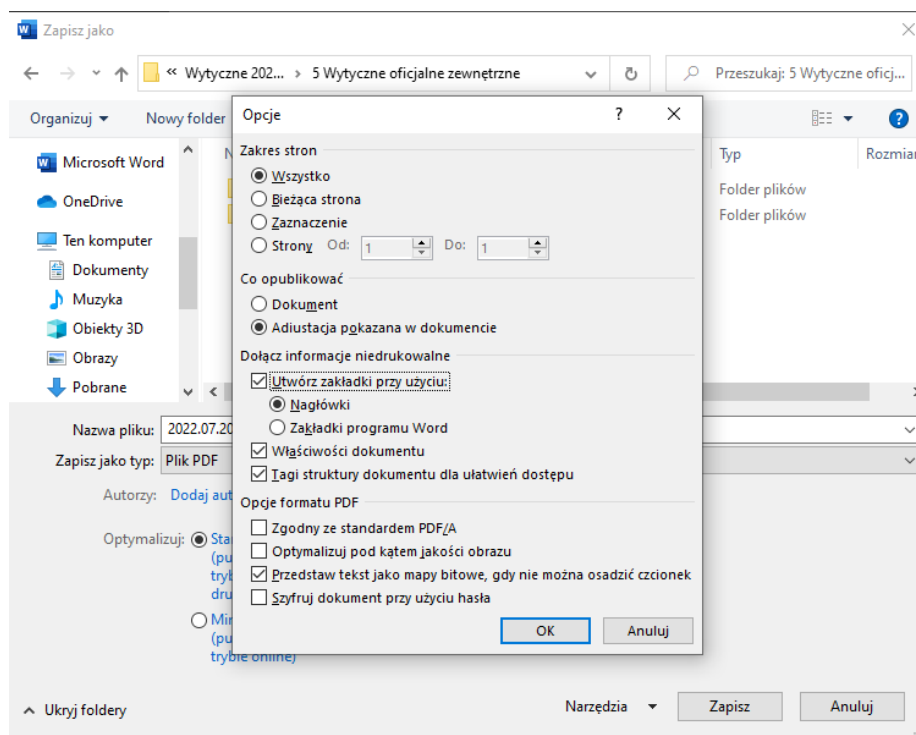 Zapisz jako
« Wytyczne 202... › 5 Wytyczne oficjalne zewnętrzne
Przeszukaj: 5 Wytyczne oficj...
Organizuj
Nowy folder
Opcje
?
Typ
Rozmiar
Microsoft Word
OneDrive
Ten komputer
Dokumenty
Muzyka
Obiekty 3D
Obrazy
Pobrane
Folder plików
Folder plików
Zakres stron
Wszystko
Bieżąca strona
Zaznaczenie
Strony Od: 1 Do: 1
Co opublikować
Dokument
Adiustacja pokazana w dokumencie
Dołącz informacje niedrukowalne
Utwórz zakładki przy użyciu:
Nagłówki
Zakładki programu Word
Właściwości dokumentu
Tagi struktury dokumentu dla ułatwień dostępu
Opcje formatu PDF
Zgodny ze standardem PDF/A
Optymalizuj pod kątem jakości obrazu
Przedstaw tekst jako mapy bitowe, gdy nie można osadzić czcionek
Szyfruj dokument przy użyciu hasła
OK
Anuluj
Nazwa pliku: 2022.07.20
Zapisz jako typ: Plik PDF
Autorzy: Dodaj aut
Optymalizuj:
Sta
(pu
tryb
dru
Min
(pu
trybie online)
Ukryj foldery
Narzędzia
Zapisz
Anuluj